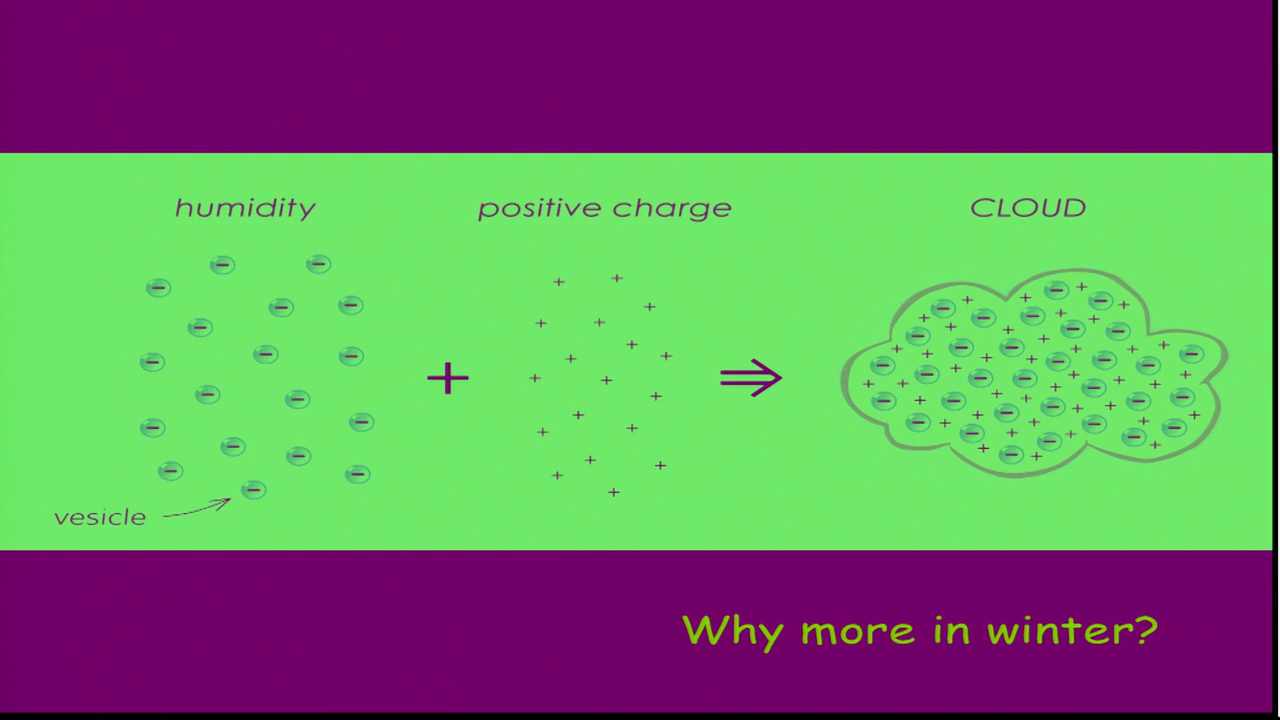 humidity
positive charge
CLOUD
+
⇒
vesicle
Why more in winter?